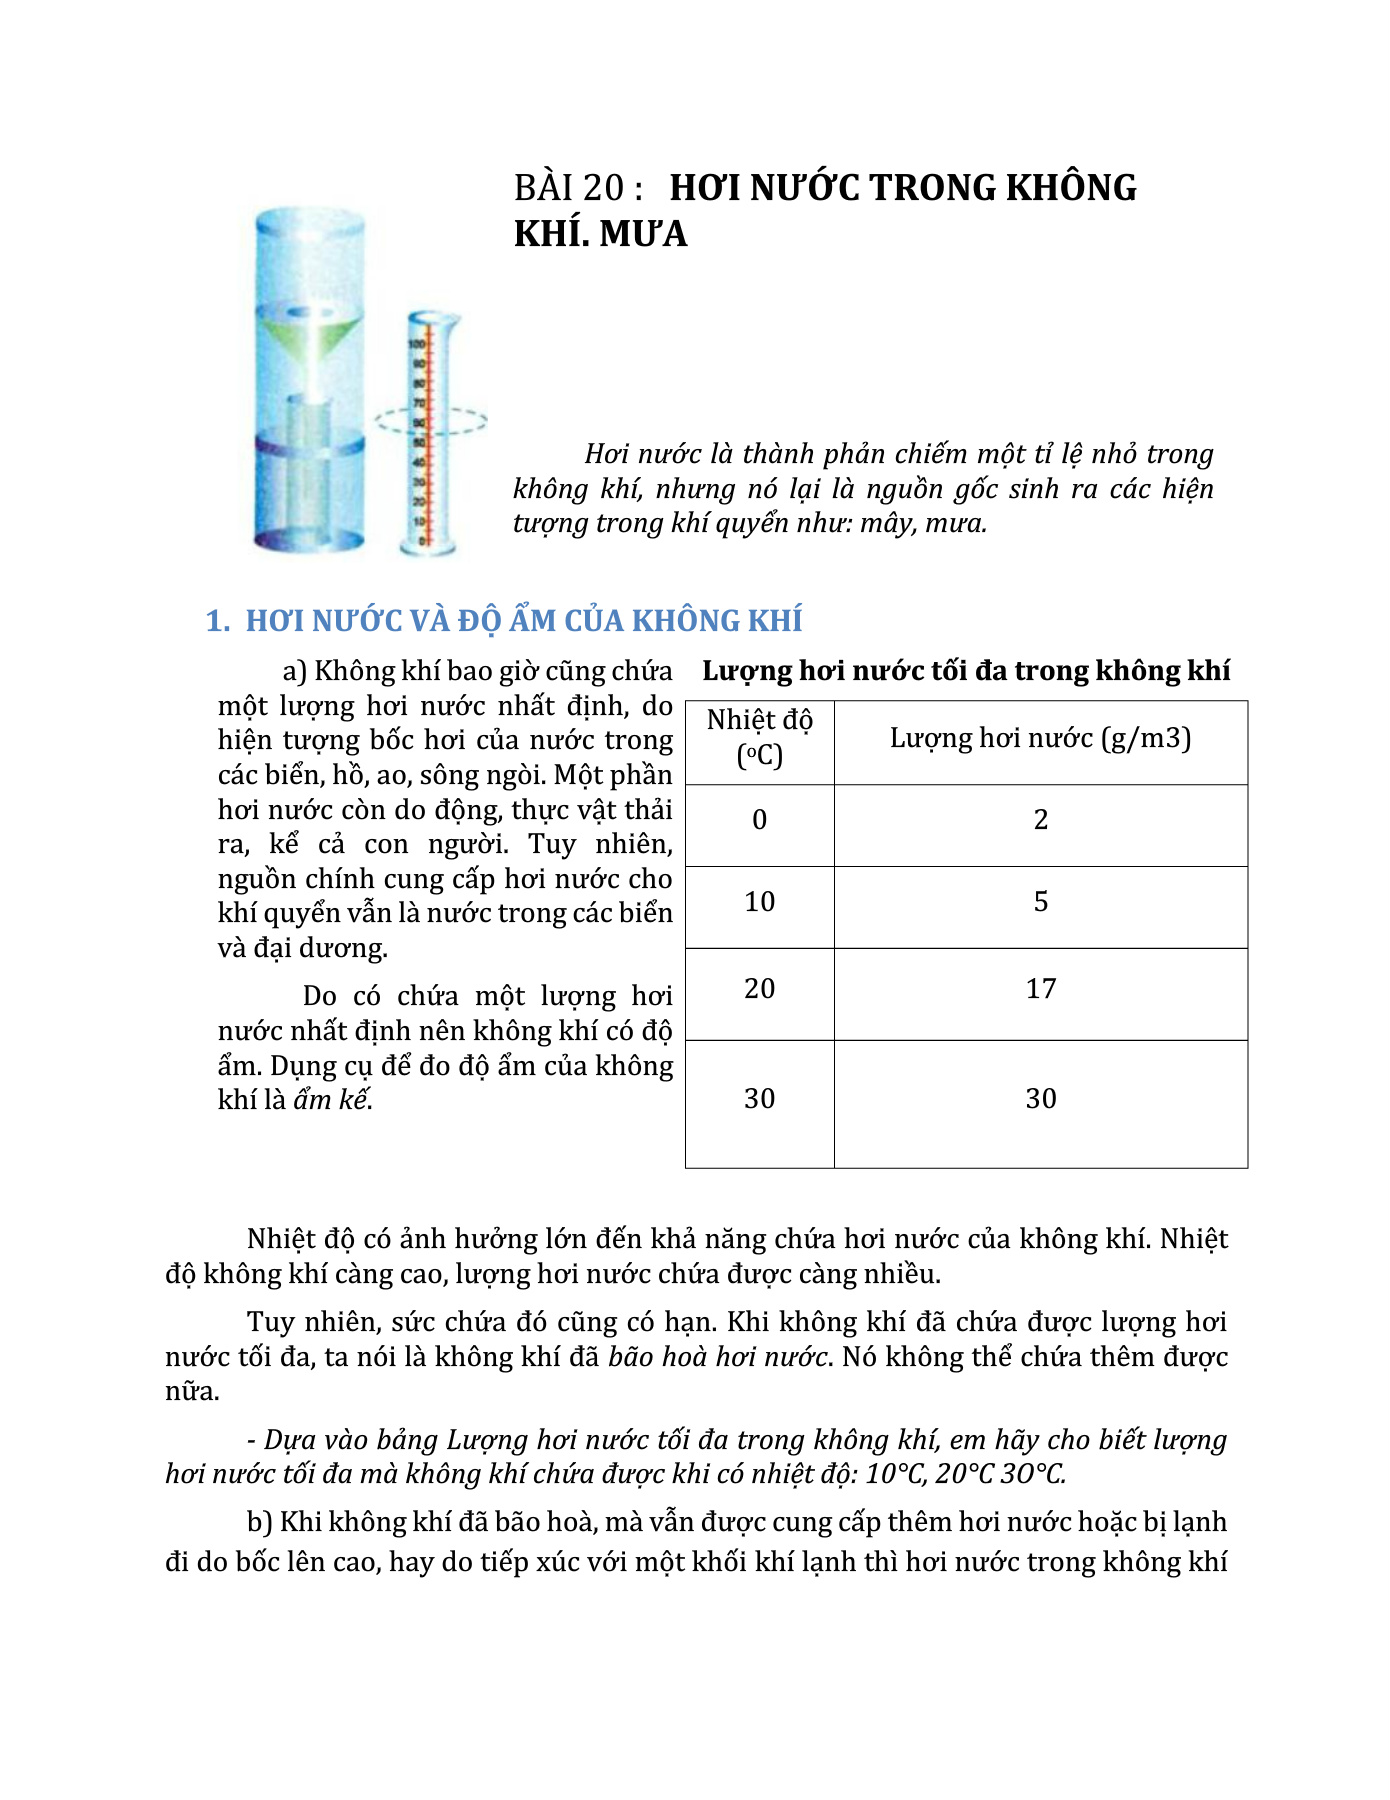 BÀI 20 : HƠI NƯỚC TRONG KHÔNG
KHÍ. MƯA
100
90
80
70
60
50
40
30
20
10
0
Hơi nước là thành phản chiếm một tỉ lệ nhỏ trong
không khí, nhưng nó lại là nguồn gốc sinh ra các hiện
tượng trong khí quyển như: mây, mưa.
1. HƠI NƯỚC VÀ ĐỘ ẨM CỦA KHÔNG KHÍ
a) Không khí bao giờ cũng chứa
một lượng hơi nước nhất định, do
hiện tượng bốc hơi của nước trong
các biển, hồ, ao, sông ngòi. Một phần
hơi nước còn do động, thực vật thải
ra, kể cả con người. Tuy nhiên,
nguồn chính cung cấp hơi nước cho
khí quyển vẫn là nước trong các biển
và đại dương.
Do có chứa một lượng hơi
nước nhất định nên không khí có độ
ẩm. Dụng cụ để đo độ ẩm của không
khí là ẩm kế.
Lượng hơi nước tối đa trong không khí
Nhiệt độ
(ºC)
Lượng hơi nước (g/m3)
0 2
10 5
20 17
30 30
Nhiệt độ có ảnh hưởng lớn đến khả năng chứa hơi nước của không khí. Nhiệt
độ không khí càng cao, lượng hơi nước chứa được càng nhiều.
Tuy nhiên, sức chứa đó cũng có hạn. Khi không khí đã chứa được lượng hơi
nước tối đa, ta nói là không khí đã bão hoà hơi nước. Nó không thể chứa thêm được
nữa.
- Dựa vào bảng Lượng hơi nước tối đa trong không khí, em hãy cho biết lượng
hơi nước tối đa mà không khí chứa được khi có nhiệt độ: 10°C, 20°C 3O°C.
b) Khi không khí đã bão hoà, mà vẫn được cung cấp thêm hơi nước hoặc bị lạnh
đi do bốc lên cao, hay do tiếp xúc với một khối khí lạnh thì hơi nước trong không khí